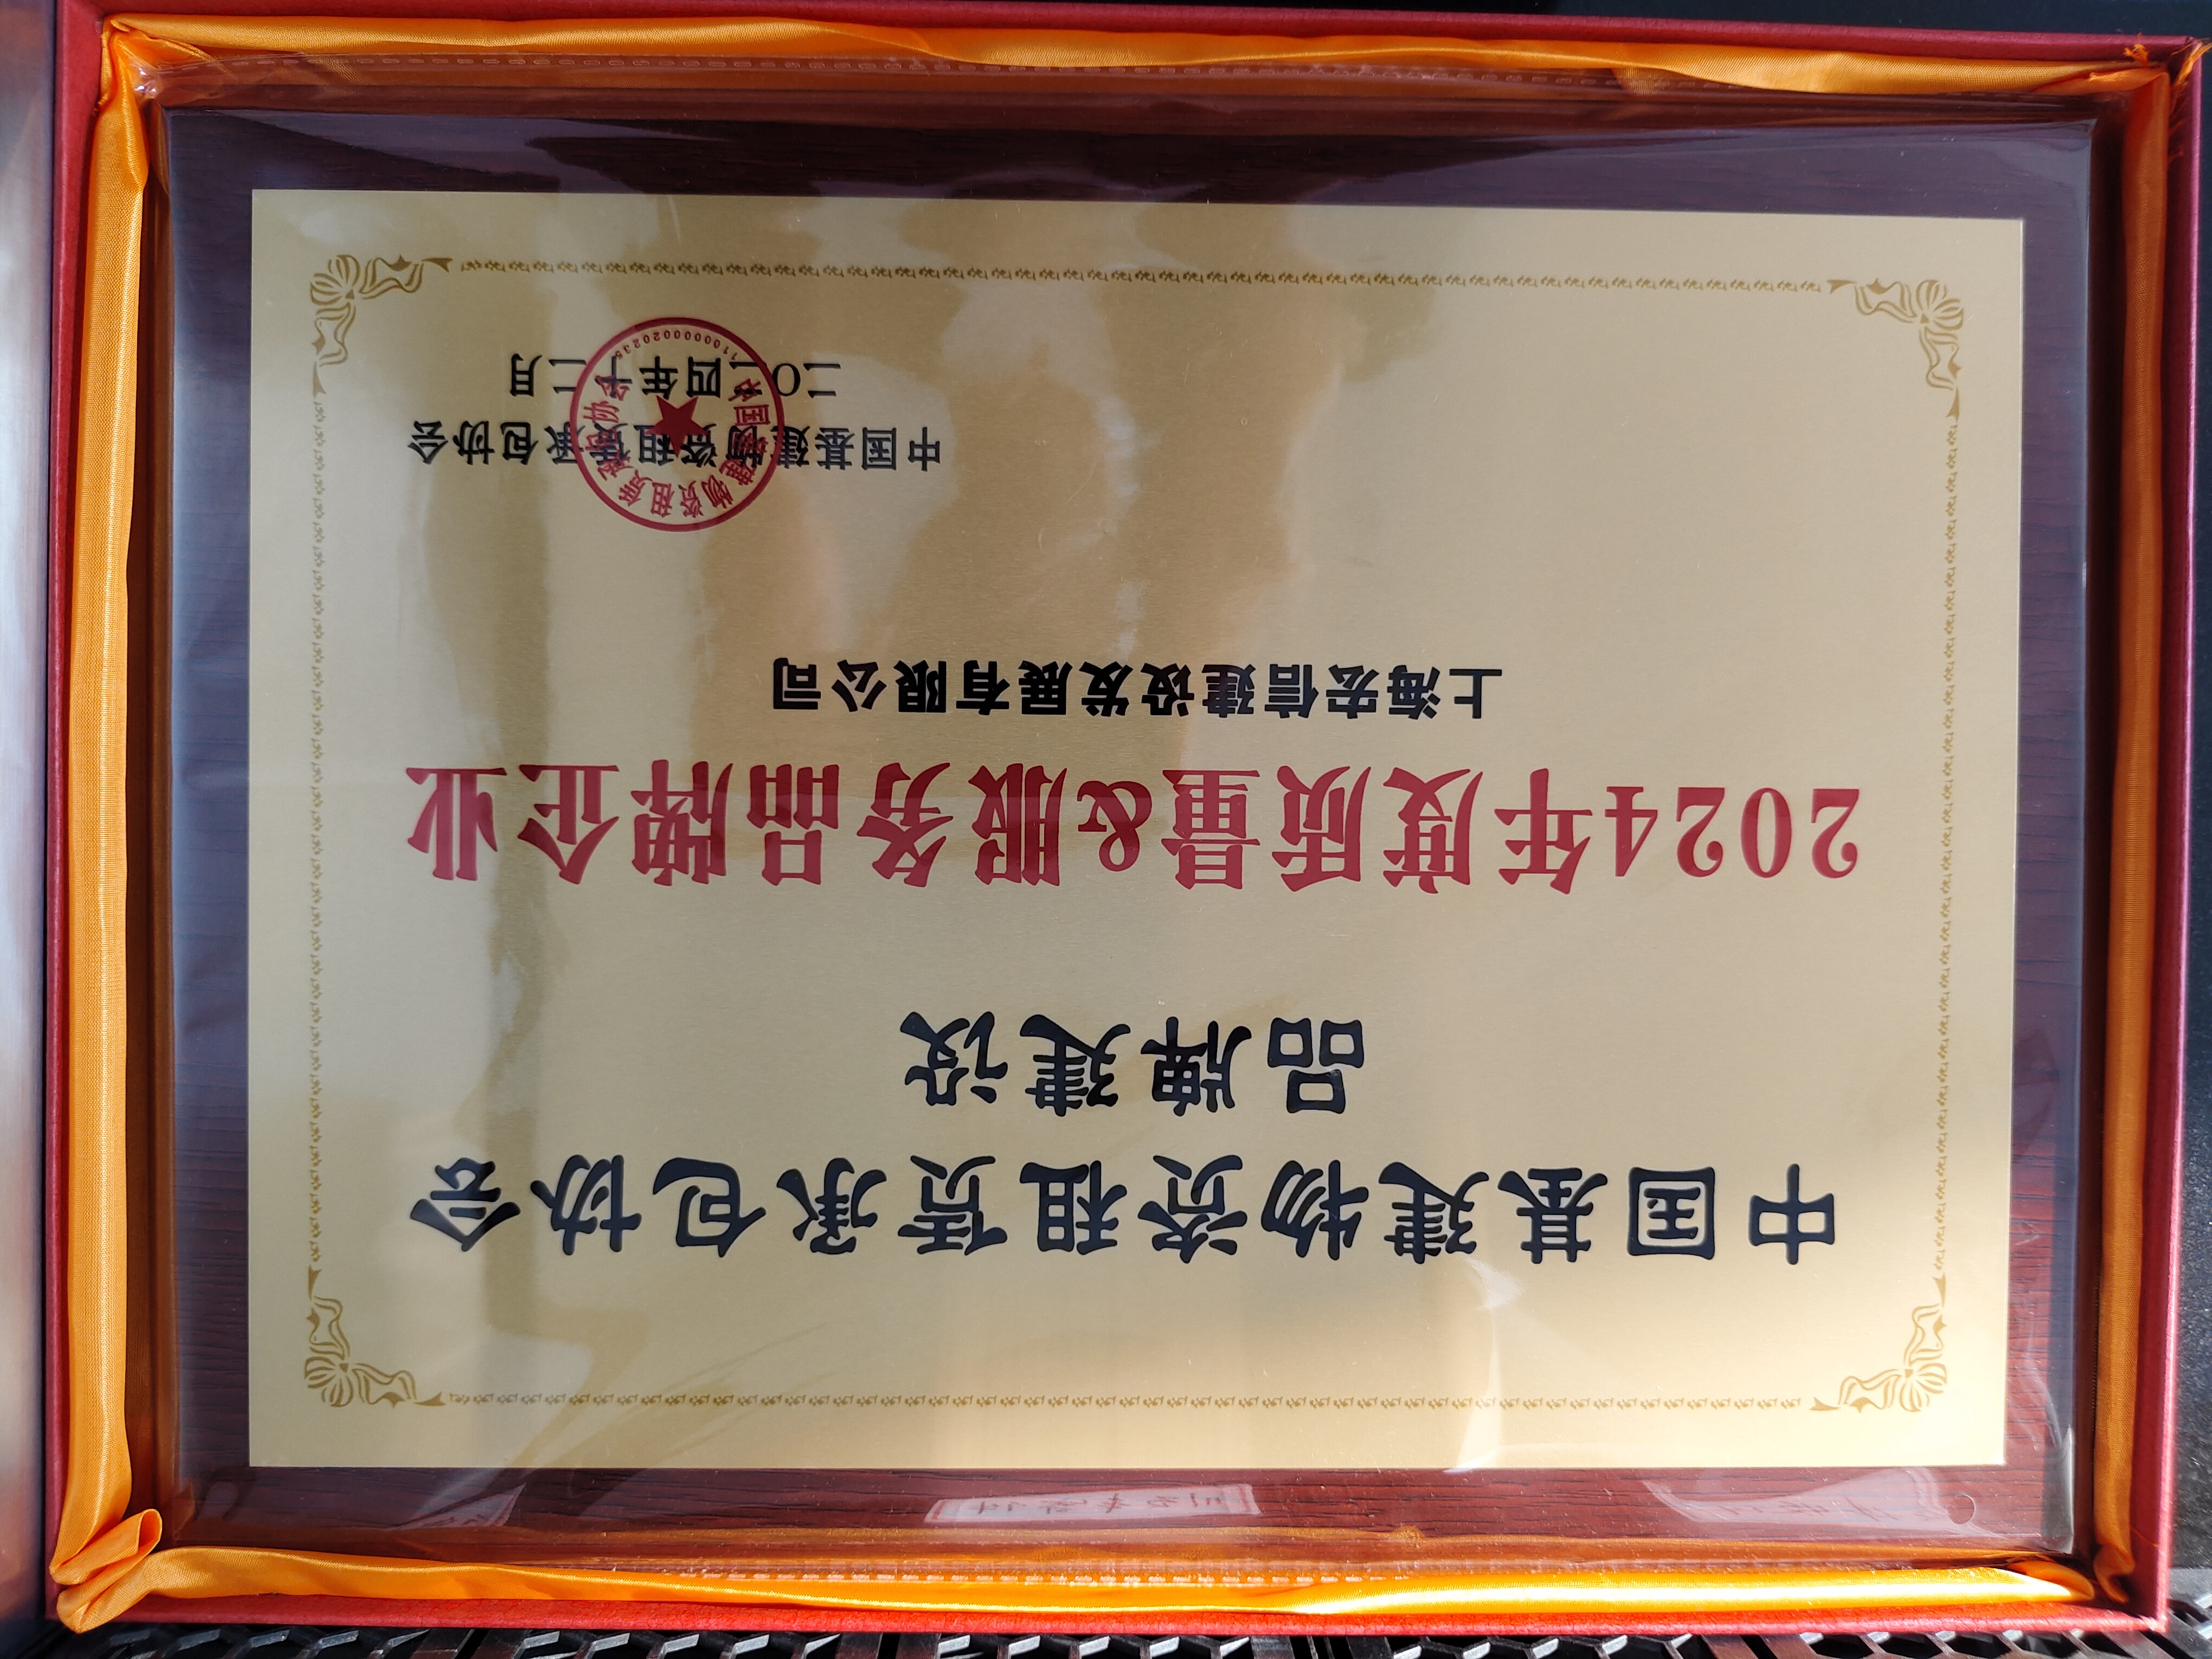 中国基建物资租赁承包协会
品牌建设
2024年度质量&服务品牌企业
上海宏信建设发展有限公司
中国基建物资租赁承包协会
二〇二四年十二月